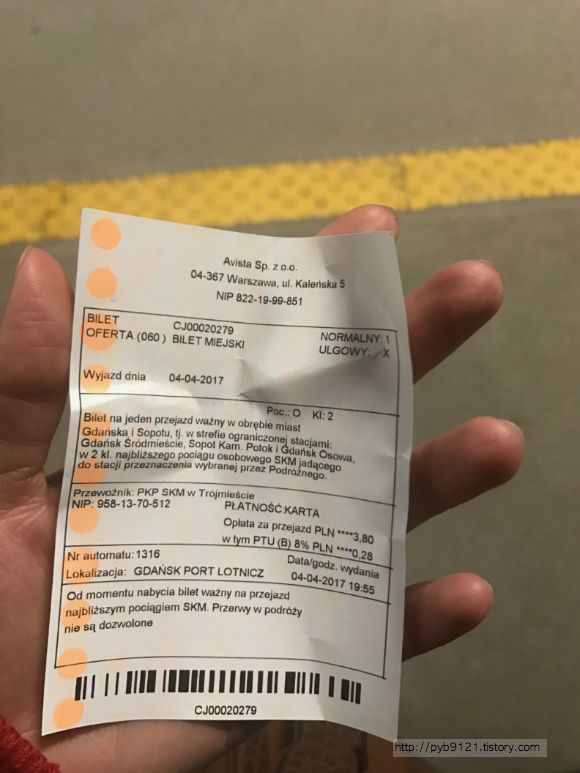 Avista Sp. z o.o.
04-367 Warszawa, ul. Kaleńska 5
NIP 822-19-99-851
BILET CJ00020279 NORMALNY: 1
OFERTA (060 ) BILET MIEJSKI ULGOWY: X
Wyjazd dnia 04-04-2017
Poc.: O Kl: 2
Bilet na jeden przejazd ważny w obrębie miast
Gdańska i Sopotu, tj. w strefie ograniczonej stacjami:
Gdańsk Śródmieście, Sopot Kam. Potok i Gdańsk Osowa,
w 2 kl. najbliższego pociągu osobowego SKM jadącego
do stacji przeznaczenia wybranej przez Podróżnego.
Przewoźnik: PKP SKM w Trójmieście
NIP: 958-13-70-512 PŁATNOŚĆ:KARTA
Opłata za przejazd PLN ****3,80
w tym PTU (B) 8% PLN ****0,28
Nr automatu: 1316 Data/godz. wydania
Lokalizacja: GDAŃSK PORT LOTNICZ 04-04-2017 19:55
Od momentu nabycia bilet ważny na przejazd
najbliższym pociągiem SKM. Przerwy w podróży
nie są dozwolone
CJ00020279
http://pyb9121.tistory.com